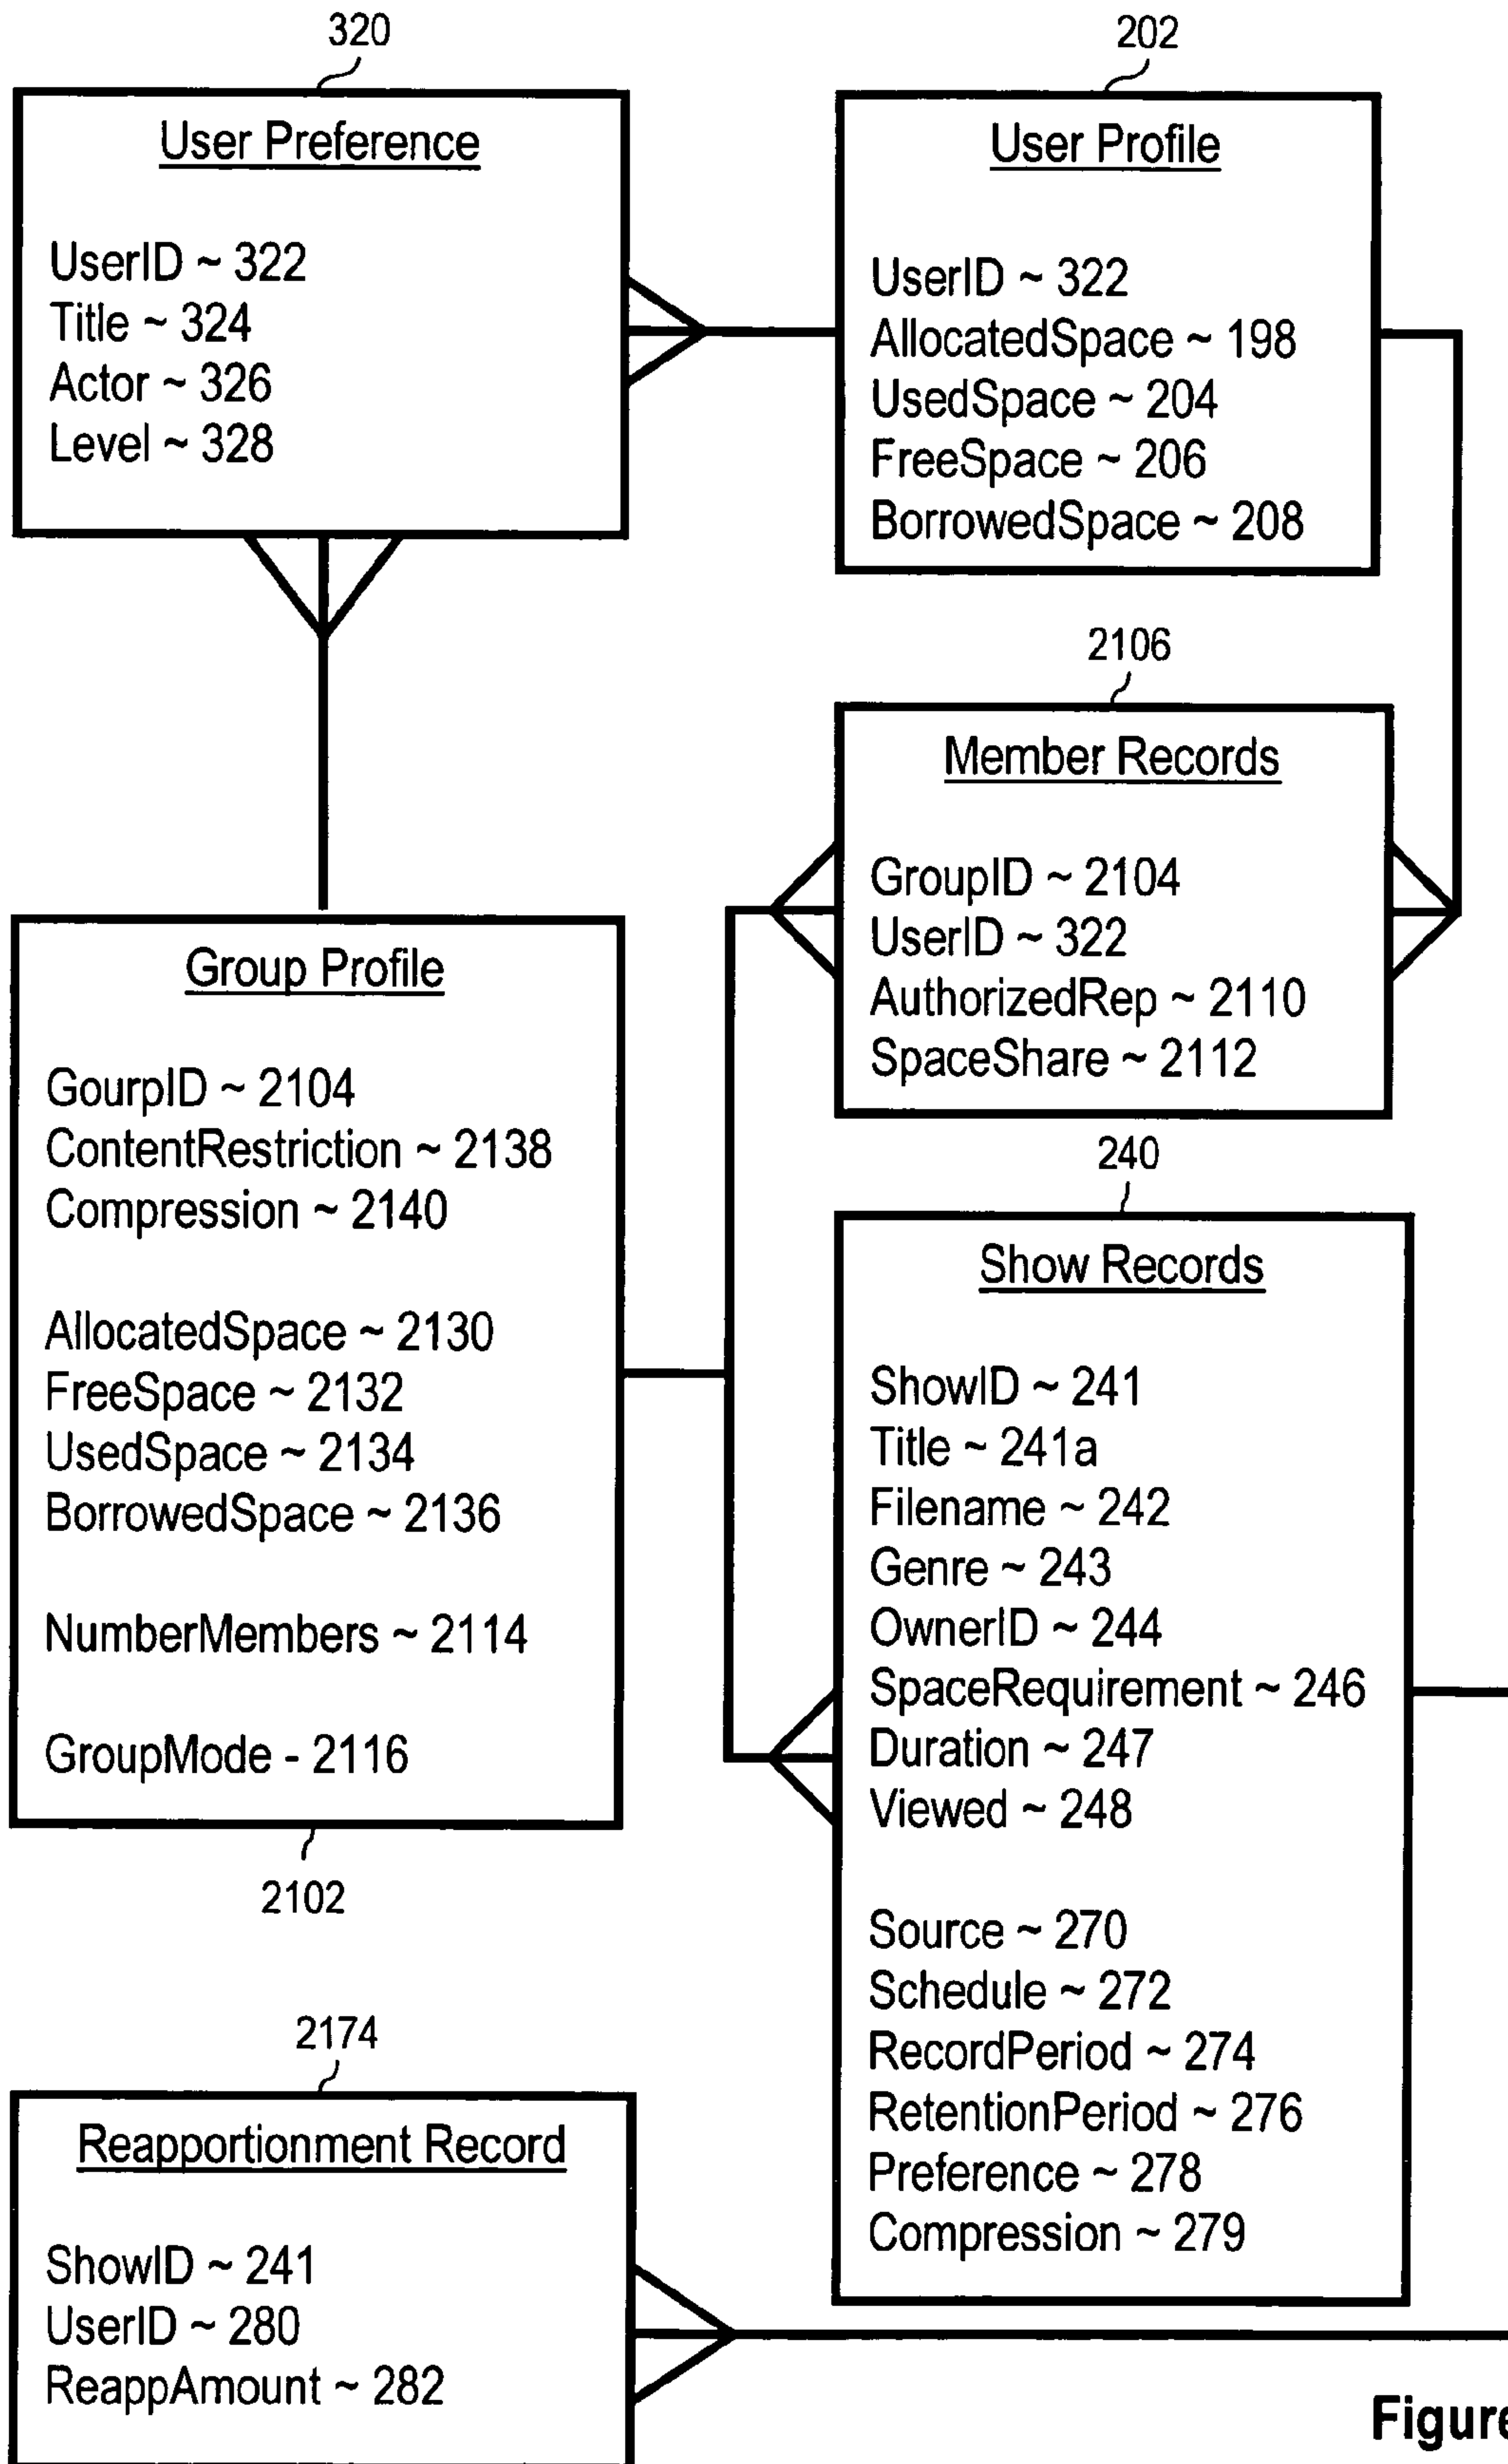 320
User Preference
UserID ~ 322
Title ~ 324
Actor ~ 326
Level ~ 328
202
User Profile
UserID ~ 322
AllocatedSpace ~ 198
UsedSpace ~ 204
FreeSpace ~ 206
BorrowedSpace ~ 208
2106
Member Records
GroupID ~ 2104
UserID ~ 322
AuthorizedRep ~ 2110
SpaceShare ~ 2112
Group Profile
GourpID ~ 2104
ContentRestriction ~ 2138
Compression ~ 2140
AllocatedSpace ~ 2130
FreeSpace ~ 2132
UsedSpace ~ 2134
BorrowedSpace ~ 2136
NumberMembers ~ 2114
GroupMode - 2116
2102
240
Show Records
ShowID ~ 241
Title ~ 241a
Filename ~ 242
Genre ~ 243
OwnerID ~ 244
SpaceRequirement ~ 246
Duration ~ 247
Viewed ~ 248
Source ~ 270
Schedule ~ 272
RecordPeriod ~ 274
RetentionPeriod ~ 276
Preference ~ 278
Compression ~ 279
2174
Reapportionment Record
ShowID ~ 241
UserID ~ 280
ReappAmount ~ 282
Figure